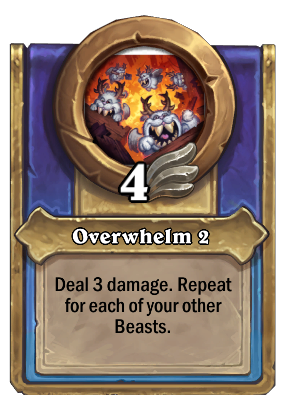 4
Overwhelm 2
Deal 3 damage. Repeat
for each of your other
Beasts.